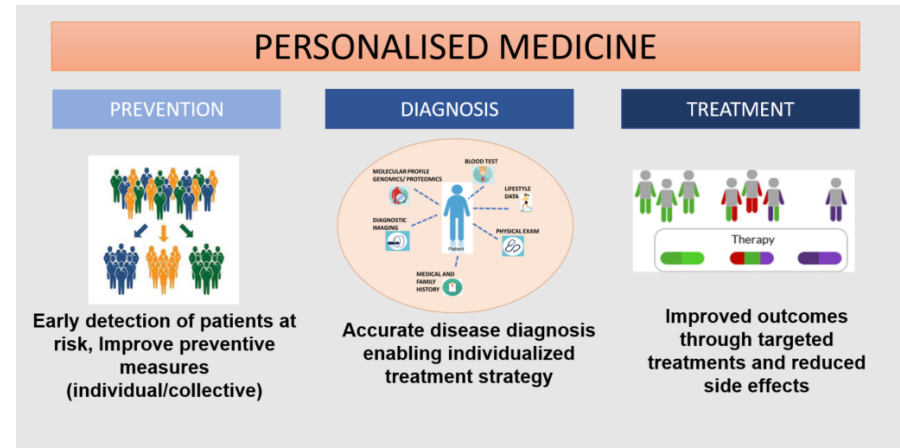 PERSONALISED MEDICINE
PREVENTION
DIAGNOSIS
TREATMENT
BLOOD TEST
MOLECULAR PROFILE
GENOMICS/ PROTEOMICS
LIFESTYLE
DATA
DIAGNOSTIC
IMAGING
PHYSICAL EXAM
Patient
MEDICAL AND
FAMILY
HISTORY
Therapy
Early detection of patients at
risk, Improve preventive
measures
(individual/collective)
Accurate disease diagnosis
enabling individualized
treatment strategy
Improved outcomes
through targeted
treatments and reduced
side effects